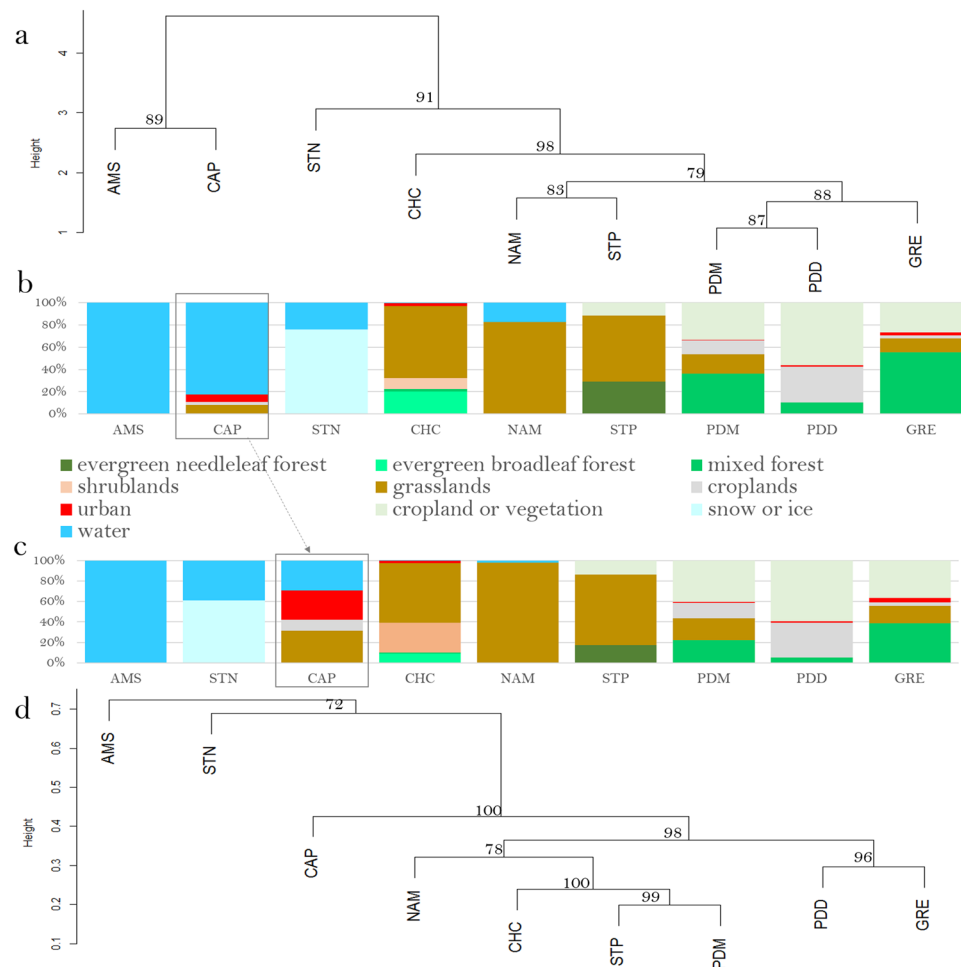 a
Height
4
3
2
1
89
91
98
79
83
88
87
AMS
CAP
STN
CHC
NAM
STP
PDM
PDD
GRE
b
100%
80%
60%
40%
20%
0%
AMS CAP STN CHC NAM STP PDM PDD GRE
evergreen needleleaf forest evergreen broadleaf forest mixed forest
shrublands grasslands croplands
urban cropland or vegetation snow or ice
water
c
100%
80%
60%
40%
20%
0%
AMS STN CAP CHC NAM STP PDM PDD GRE
d
Height
0.7
0.6
0.5
0.4
0.3
0.2
0.1
72
100
98
78
96
100
99
AMS
STN
CAP
NAM
CHC
STP
PDM
PDD
GRE